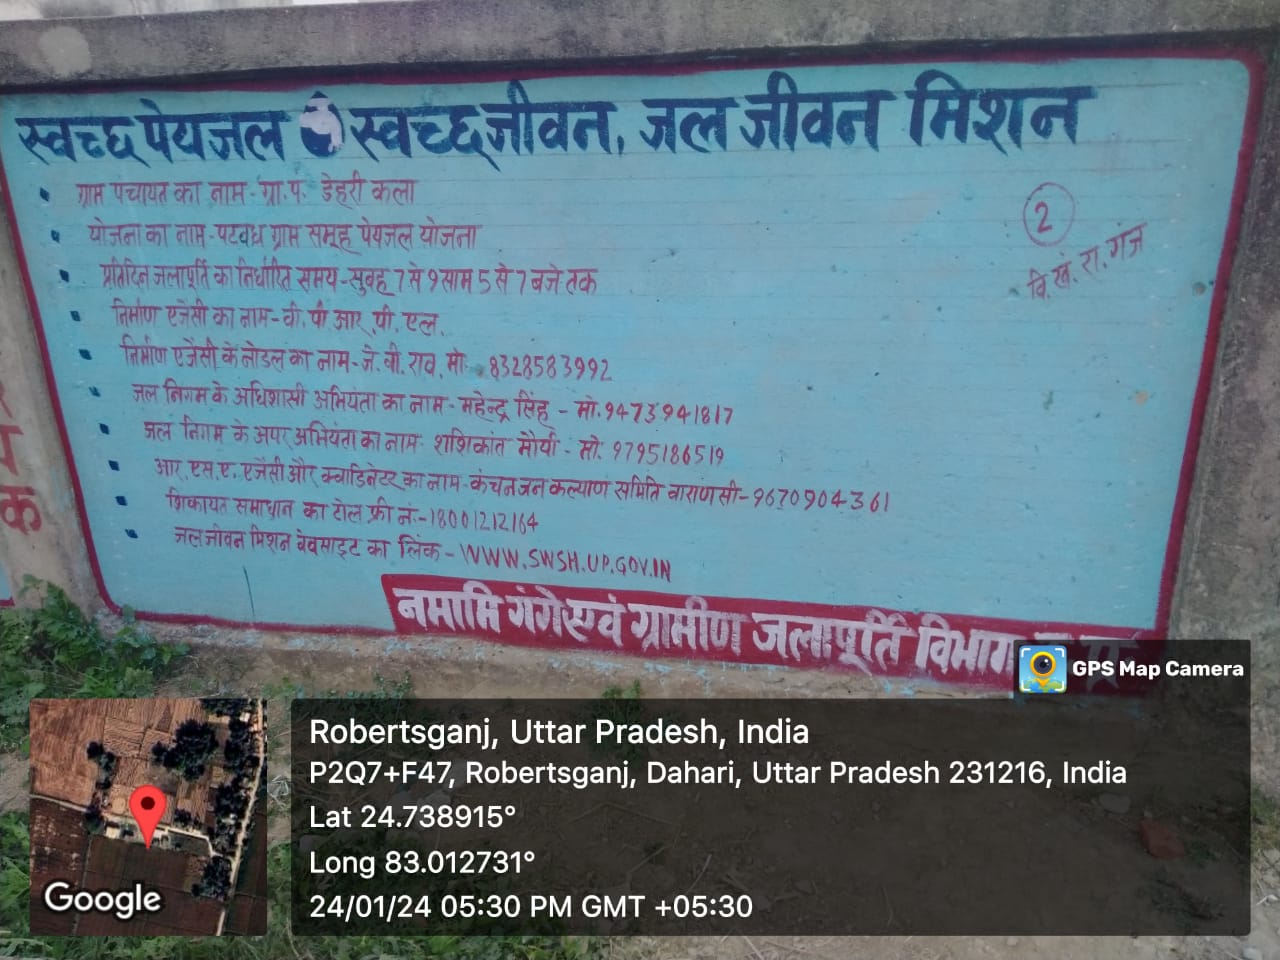 स्वच्छ पेयजल स्वच्छ जीवन, जल जीवन मिशन
ग्राम पचायत का नाम - ग्रा.प. डेहरी कला
योजना का नाम - पटवध ग्राम समूह पेयजल योजना
प्रतिदिन जलापूर्ति का निर्धारित समय - सुबह 7 से 9 साम 5 से 7 बजे तक
निर्माण एजेंसी का नाम - वी. पी आर. पी. एल.
निर्माण एजेंसी के नोडल का नाम - जे. वी. राव. मो. 8328583992
जल निगम के अधिशासी अभियंता का नाम - महेन्द्र सिंह - मो. 9473941817
जल निगम के अपर अभियंता का नाम: शशिकांत मौर्या - मो. 9795186519
आर. एस. ए. एजेंसी और क्वाडिनेटर का नाम - कंचन जन कल्याण समिति वाराणसी - 9670904361
शिकायत समाधान का टोल फ्री नं. - 18001212164
जल जीवन मिशन वेबसाइट का लिंक - WWW.SWSH.UP.GOV.IN
2
वि. खं. रा. गंज
नमामि गंगे एवं ग्रामीण जलापूर्ति विभाग
GPS Map Camera
Robertsganj, Uttar Pradesh, India
P2Q7+F47, Robertsganj, Dahari, Uttar Pradesh 231216, India
Lat 24.738915°
Long 83.012731°
24/01/24 05:30 PM GMT +05:30
Google